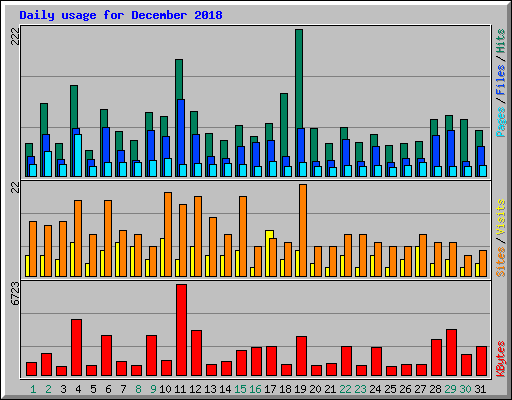 Daily usage for December 2018
222
Pages / Files / Hits
22
Sites / Visits
6723
KBytes
1 2 3 4 5 6 7 8 9 10 11 12 13 14 15 16 17 18 19 20 21 22 23 24 25 26 27 28 29 30 31